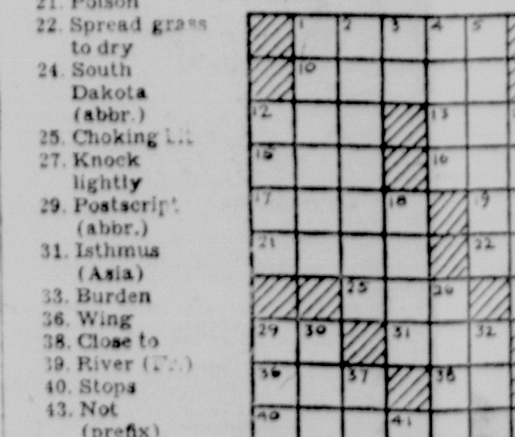 21. Poison
22. Spread grass
to dry
24. South
Dakota
(abbr.)
25. Choking
27. Knock
lightly
29. Postscript
(abbr.)
31. Isthmus
(Asia)
33. Burden
36. Wing
38. Close to
39. River
40. Stops
43. Not
(prefix)
1 2 3 4 5
10
12 13
15 16
17 18 19
21 22
25 26
29 30 31 32
36 37 38
40 41